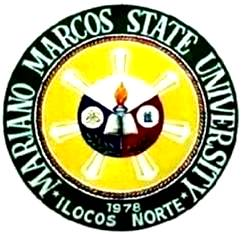 MARIANO MARCOS STATE UNIVERSITY
1978
* ILOCOS NORTE *